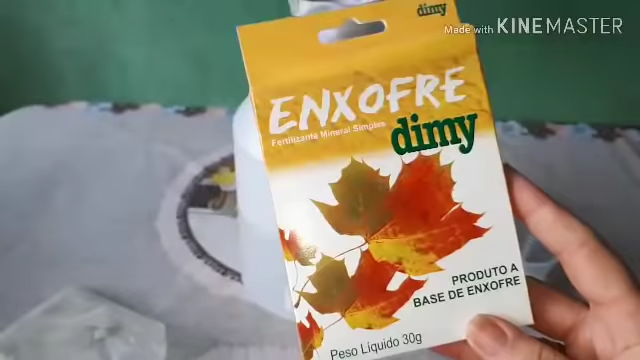 Made with KINEMASTER
dimy
ENXOFRE
Fertilizante Mineral Simples
dimy
PRODUTO A
BASE DE ENXOFRE
Peso Líquido 30g